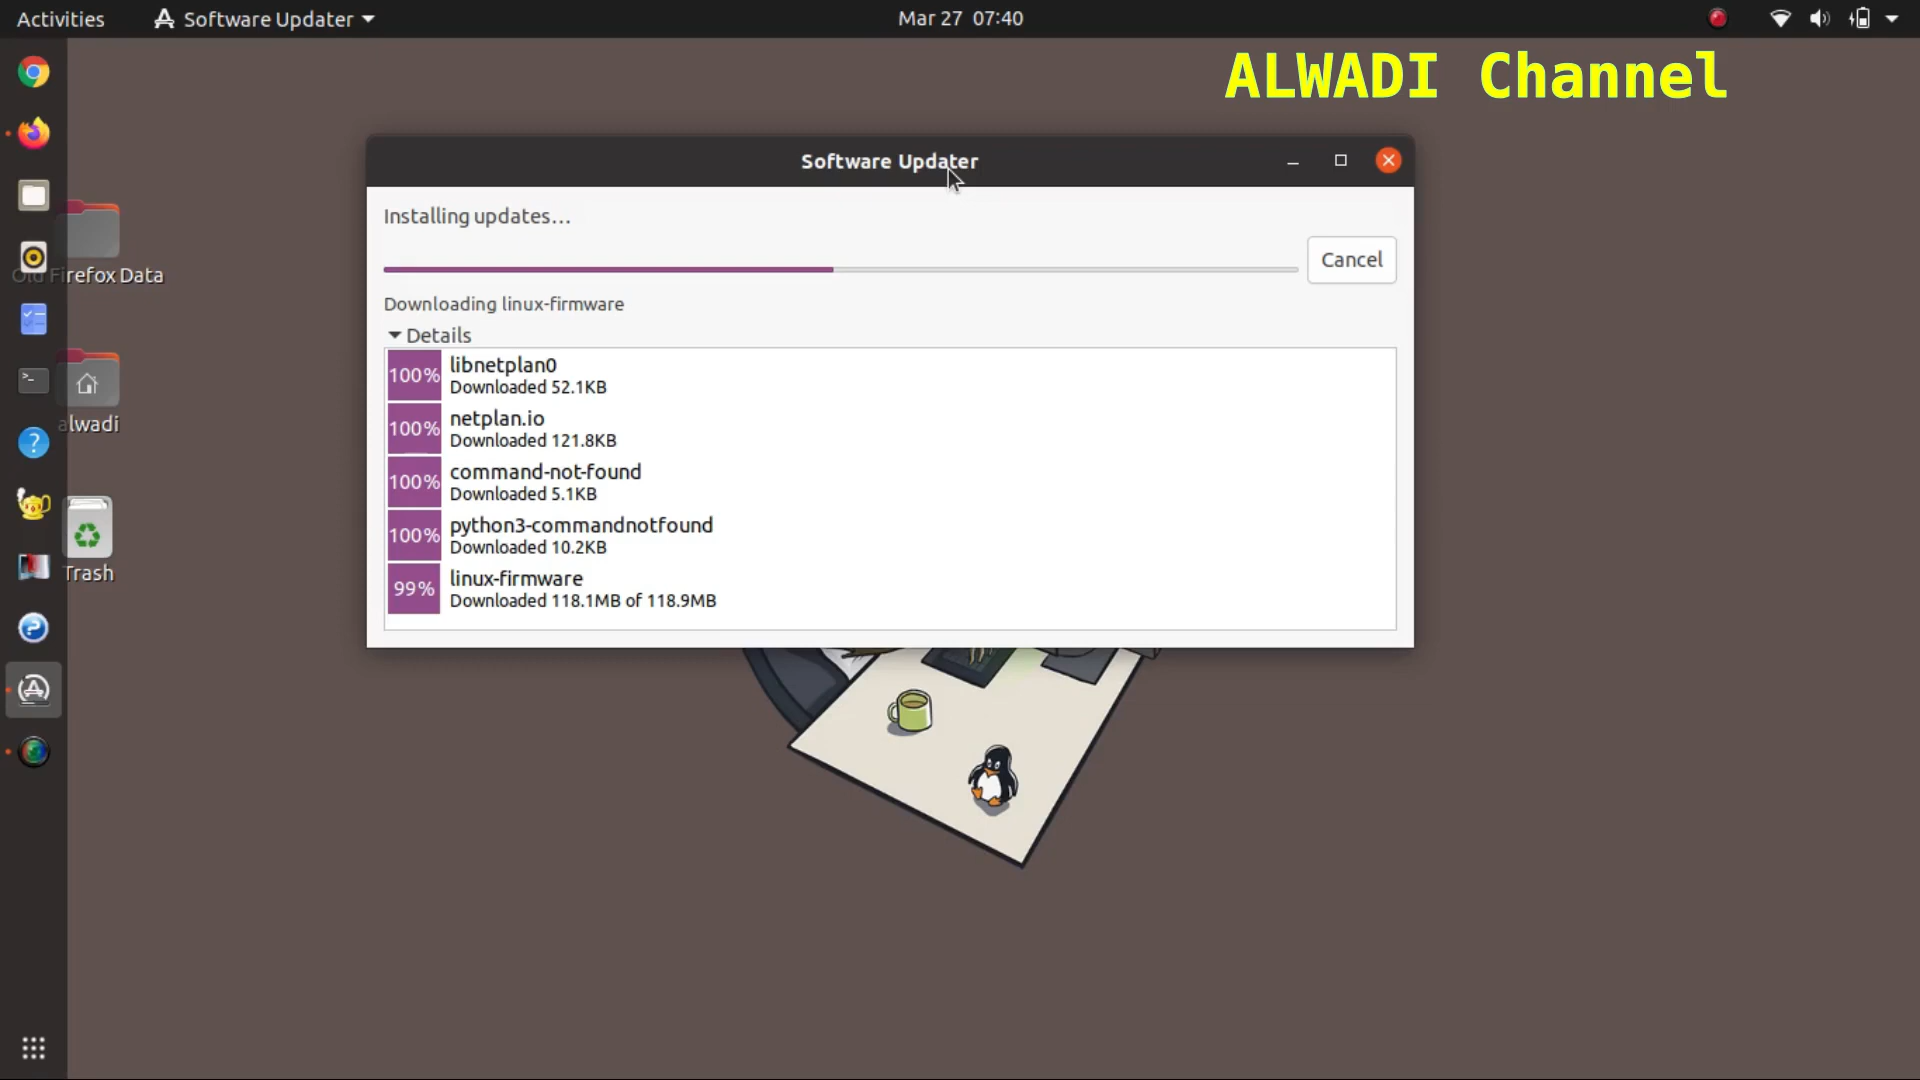 Activities
Software Updater
Mar 27 07:40
ALWADI Channel
Software Updater
Installing updates…
Cancel
Downloading linux-firmware
Details
100%
libnetplan0
Downloaded 52.1KB
100%
netplan.io
Downloaded 121.8KB
100%
command-not-found
Downloaded 5.1KB
100%
python3-commandnotfound
Downloaded 10.2KB
99%
linux-firmware
Downloaded 118.1MB of 118.9MB
Old Firefox Data
alwadi
Trash